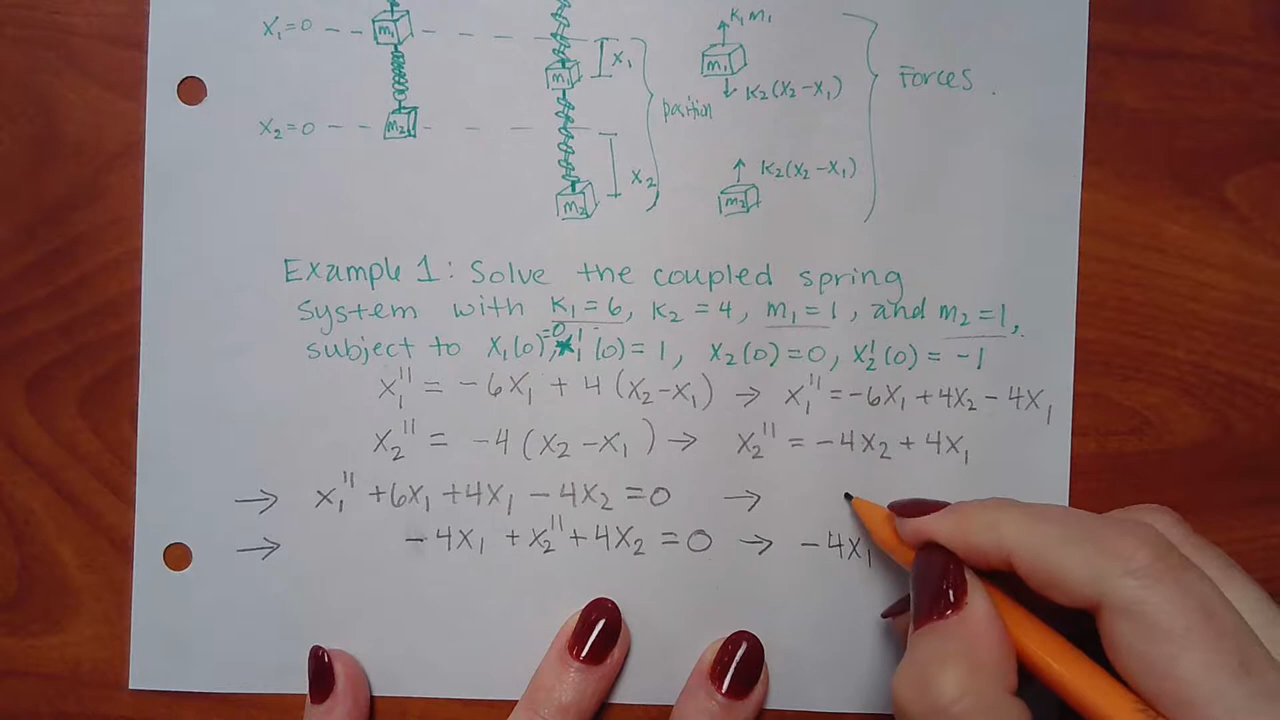 x₁=0
m₁
x₂=0
m₂
m₁
x₁
position
x₂
m₂
K₁ m₁
m₁
K₂(x₂-x₁)
Forces.
K₂(x₂-x₁)
m₂
Example 1: Solve the coupled spring
system with K₁=6, K₂=4, m₁=1, and m₂=1,
subject to x₁(0)=0, x₁'(0)=1, x₂(0)=0, x₂'(0)=-1
x₁''=-6x₁+4(x₂-x₁) → x₁''=-6x₁+4x₂-4x₁
x₂''=-4(x₂-x₁) → x₂''=-4x₂+4x₁
→ x₁''+6x₁+4x₁-4x₂=0 →
→ -4x₁+x₂''+4x₂=0 → -4x₁